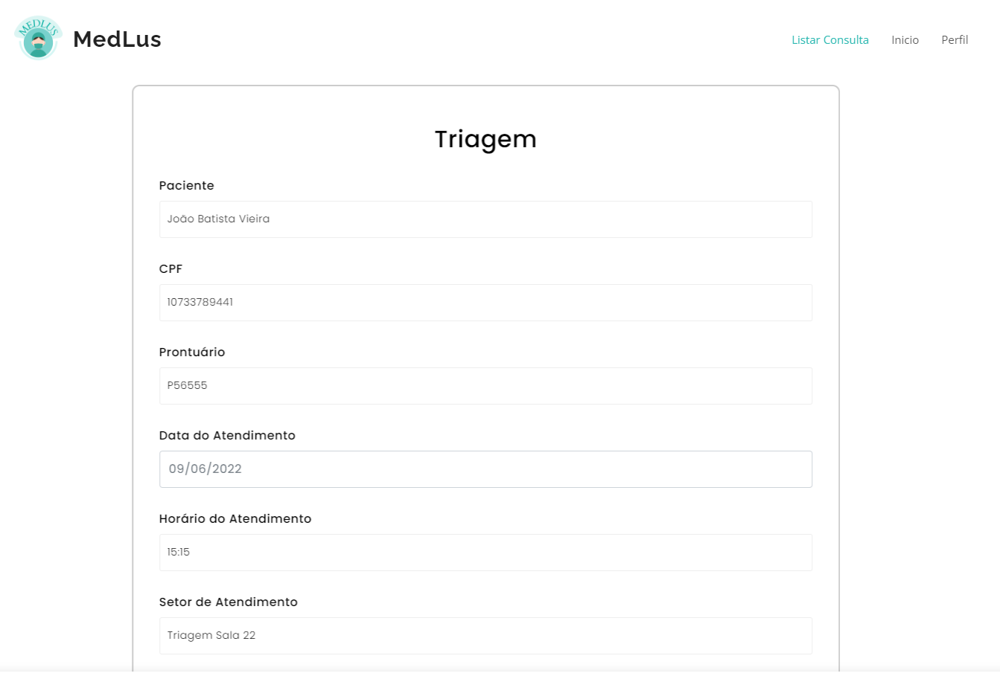 MEDLUS
MedLus
Listar Consulta Inicio Perfil
Triagem
Paciente
João Batista Vieira
CPF
10733789441
Prontuário
P56555
Data do Atendimento
09/06/2022
Horário do Atendimento
15:15
Setor de Atendimento
Triagem Sala 22